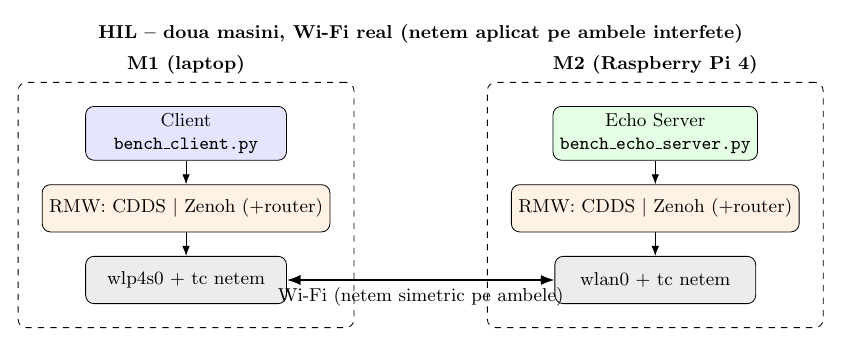 HIL – doua masini, Wi-Fi real (netem aplicat pe ambele interfete)
M1 (laptop)
M2 (Raspberry Pi 4)
Client
bench_client.py
Echo Server
bench_echo_server.py
RMW: CDDS | Zenoh (+router)
RMW: CDDS | Zenoh (+router)
wlp4s0 + tc netem
wlan0 + tc netem
Wi-Fi (netem simetric pe ambele)